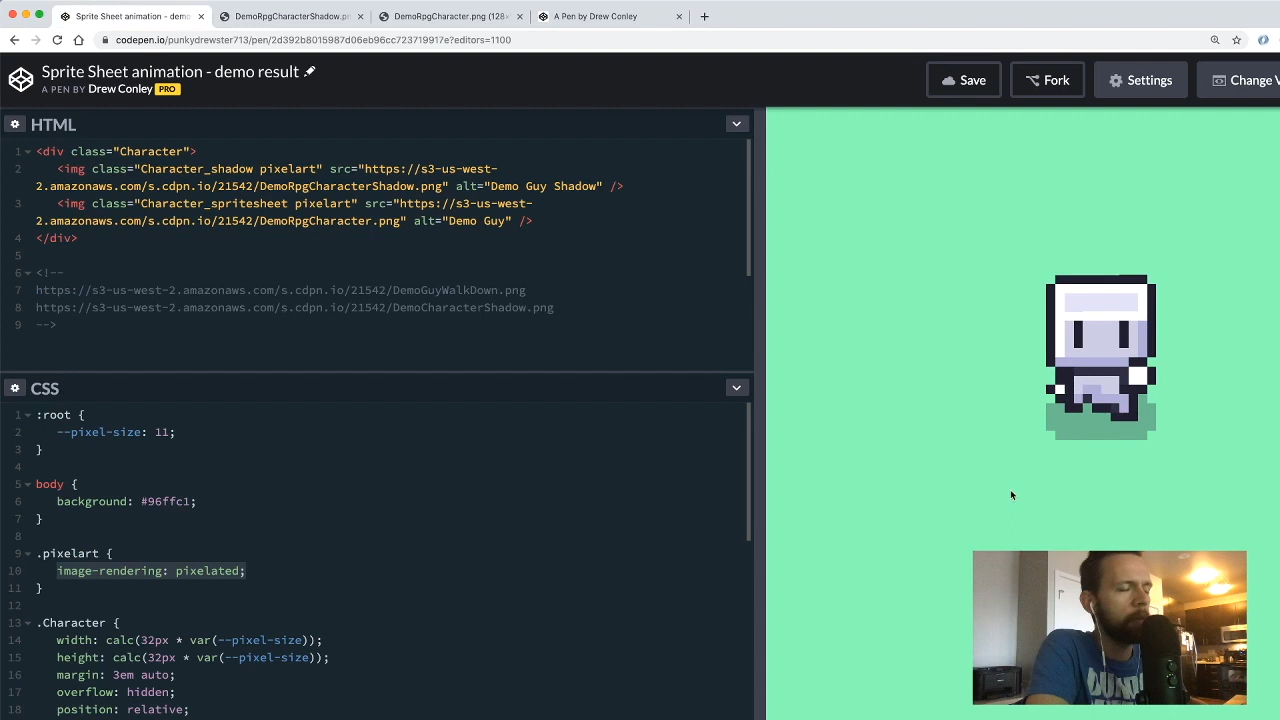 Sprite Sheet animation - demo
DemoRpgCharacterShadow.pn
DemoRpgCharacter.png (128×
A Pen by Drew Conley
codepen.io/punkydrewster713/pen/2d392b8015987d06eb96cc723719917e?editors=1100
Sprite Sheet animation - demo result
A PEN BY Drew Conley PRO
Save
Fork
Settings
Change V
HTML
1 <div class="Character">
2 <img class="Character_shadow pixelart" src="https://s3-us-west-
2.amazonaws.com/s.cdpn.io/21542/DemoRpgCharacterShadow.png" alt="Demo Guy Shadow" />
3 <img class="Character_spritesheet pixelart" src="https://s3-us-west-
2.amazonaws.com/s.cdpn.io/21542/DemoRpgCharacter.png" alt="Demo Guy" />
4 </div>
5
6 <!--
7 https://s3-us-west-2.amazonaws.com/s.cdpn.io/21542/DemoGuyWalkDown.png
8 https://s3-us-west-2.amazonaws.com/s.cdpn.io/21542/DemoCharacterShadow.png
9 -->
CSS
1 :root {
2 --pixel-size: 11;
3 }
4
5 body {
6 background: #96ffc1;
7 }
8
9 .pixelart {
10 image-rendering: pixelated;
11 }
12
13 .Character {
14 width: calc(32px * var(--pixel-size));
15 height: calc(32px * var(--pixel-size));
16 margin: 3em auto;
17 overflow: hidden;
18 position: relative;